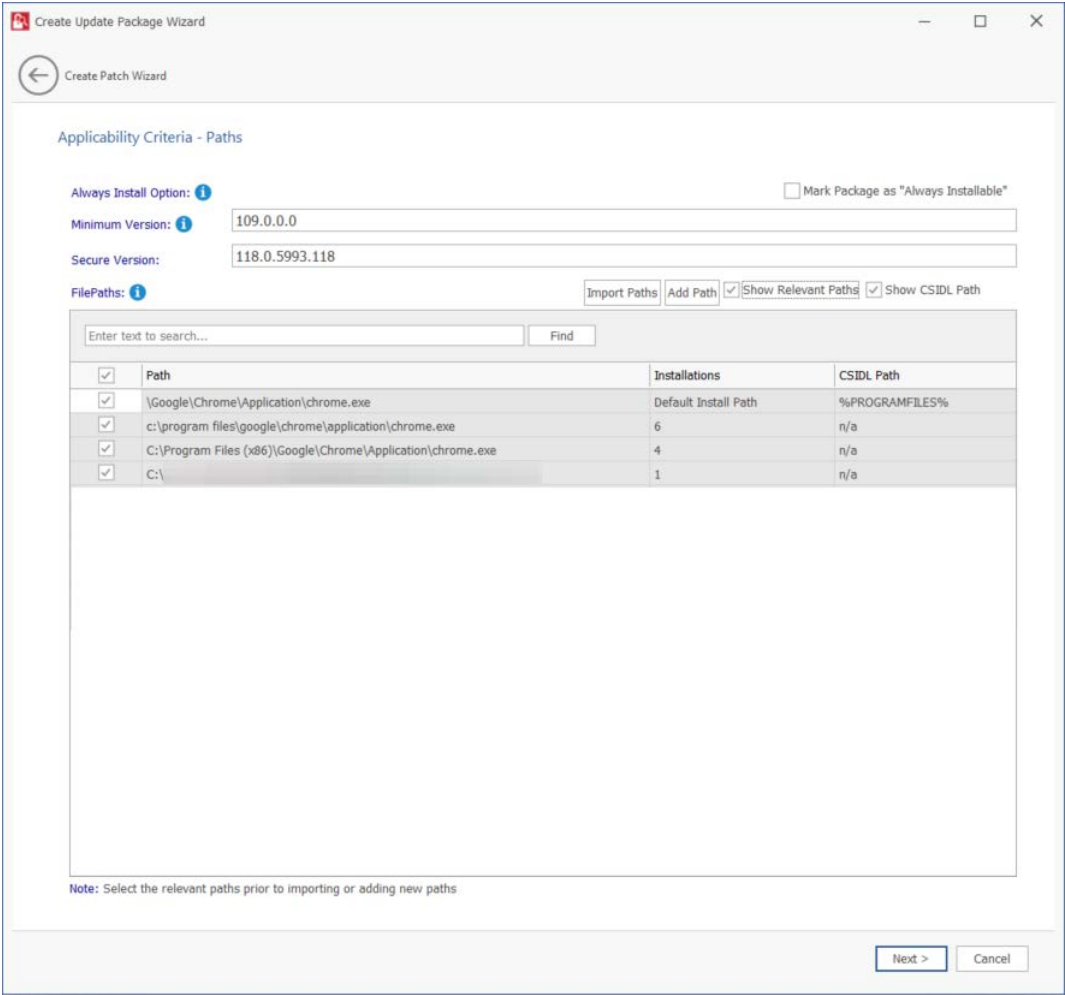 Create Update Package Wizard
Create Patch Wizard
Applicability Criteria - Paths
Always Install Option: Mark Package as "Always Installable"
Minimum Version: 109.0.0.0
Secure Version: 118.0.5993.118
FilePaths: Import Paths Add Path Show Relevant Paths Show CSIDL Path
Enter text to search... Find
Path Installations CSIDL Path
\Google\Chrome\Application\chrome.exe Default Install Path %PROGRAMFILES%
c:\program files\google\chrome\application\chrome.exe 6 n/a
C:\Program Files (x86)\Google\Chrome\Application\chrome.exe 4 n/a
C:\ 1 n/a
Note: Select the relevant paths prior to importing or adding new paths
Next > Cancel